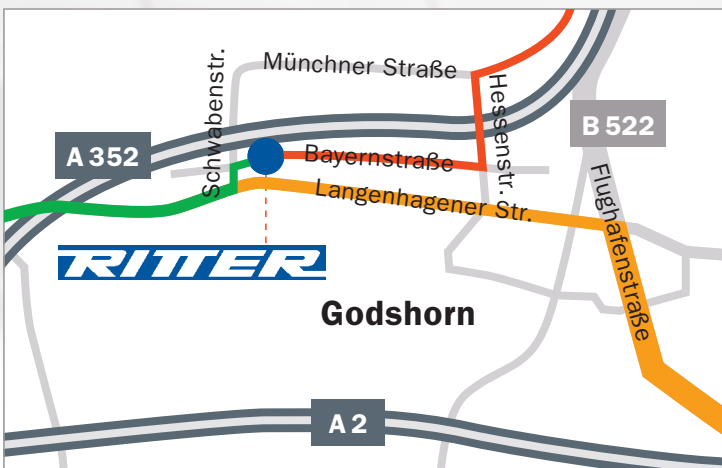 Münchner Straße
Schwabenstr.
Hessenstr.
B 522
A 352
Bayernstraße
Langenhagener Str.
Flughafenstraße
RITTER
Godshorn
A 2